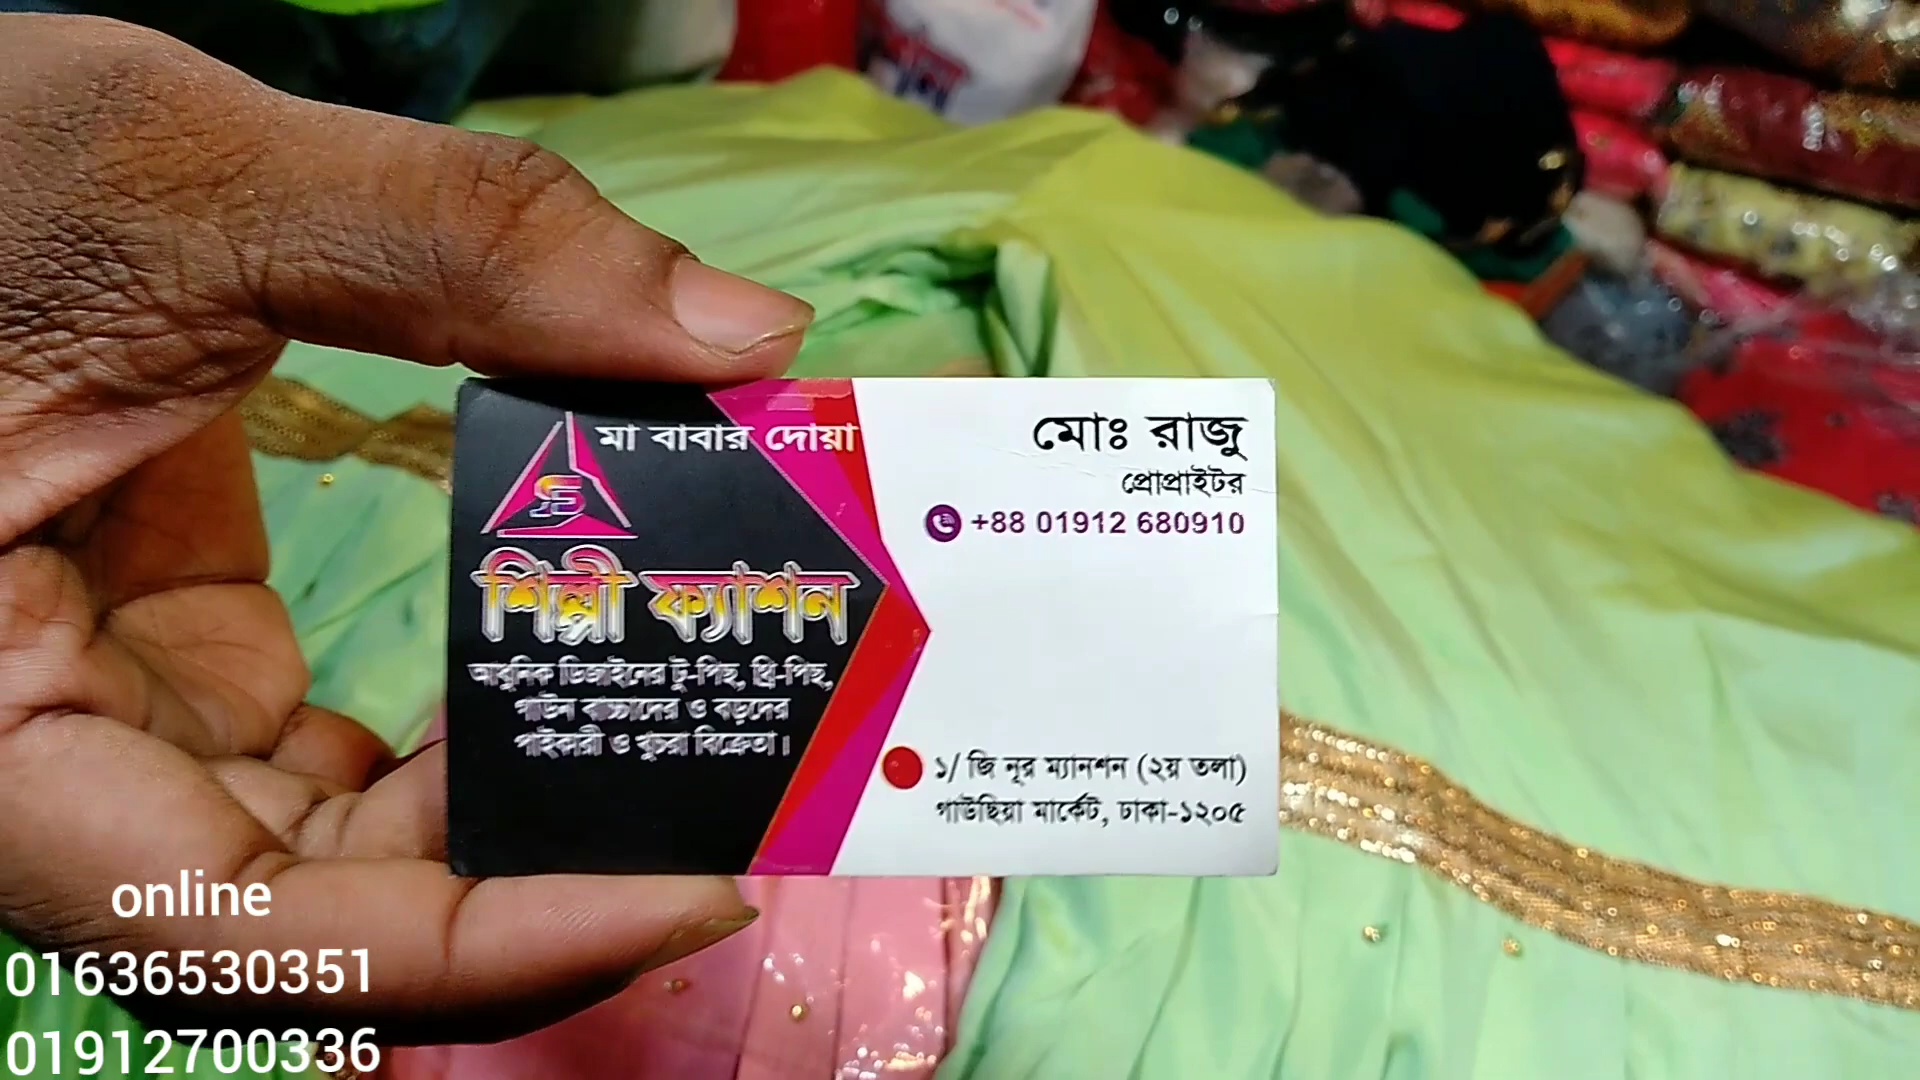 মা বাবার দোয়া
শিল্পী ফ্যাশন
আধুনিক ডিজাইনের টু-পিছ, থ্রি-পিছ,
গাউন বাচ্চাদের ও বড়দের
পাইকারী ও খুচরা বিক্রেতা।
মোঃ রাজু
প্রোপ্রাইটর
+88 01912 680910
১/ জি নূর ম্যানশন (২য় তলা)
গাউছিয়া মার্কেট, ঢাকা-১২০৫
online
01636530351
01912700336